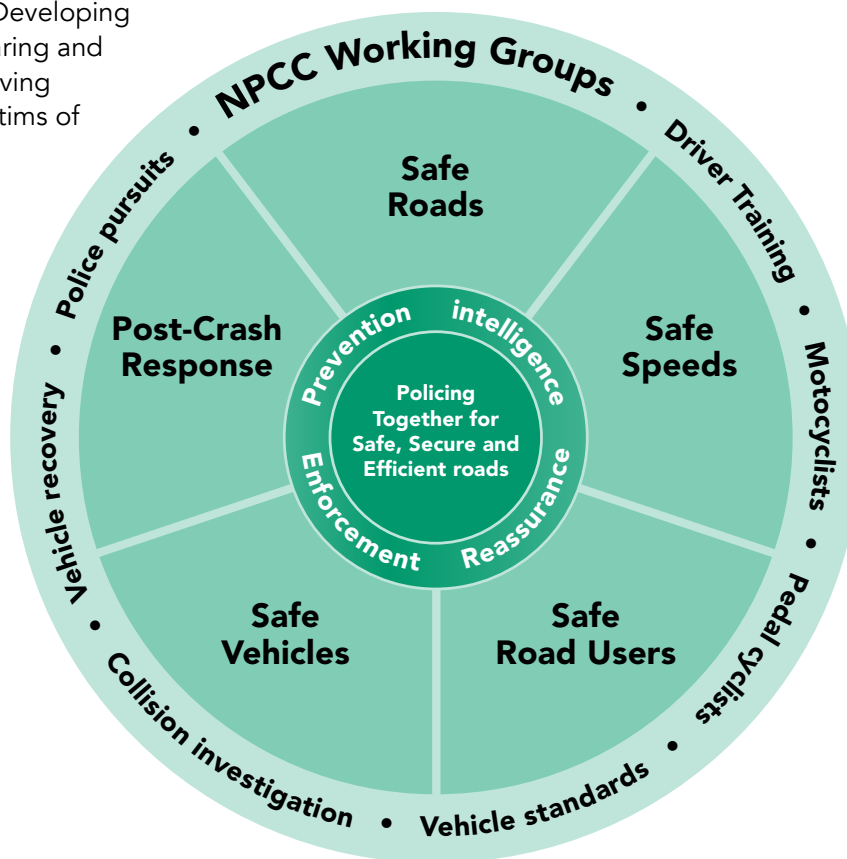 Developing
ring and
ving
tims of
NPCC Working Groups
•
Driver Training
•
Motocyclists
•
Pedal cyclists
•
Vehicle standards
•
Collision investigation
•
Vehicle recovery
•
Police pursuits
•
Safe
Roads
Safe
Speeds
Safe
Road Users
Safe
Vehicles
Post-Crash
Response
Prevention
intelligence
Reassurance
Enforcement
Policing
Together for
Safe, Secure and
Efficient roads